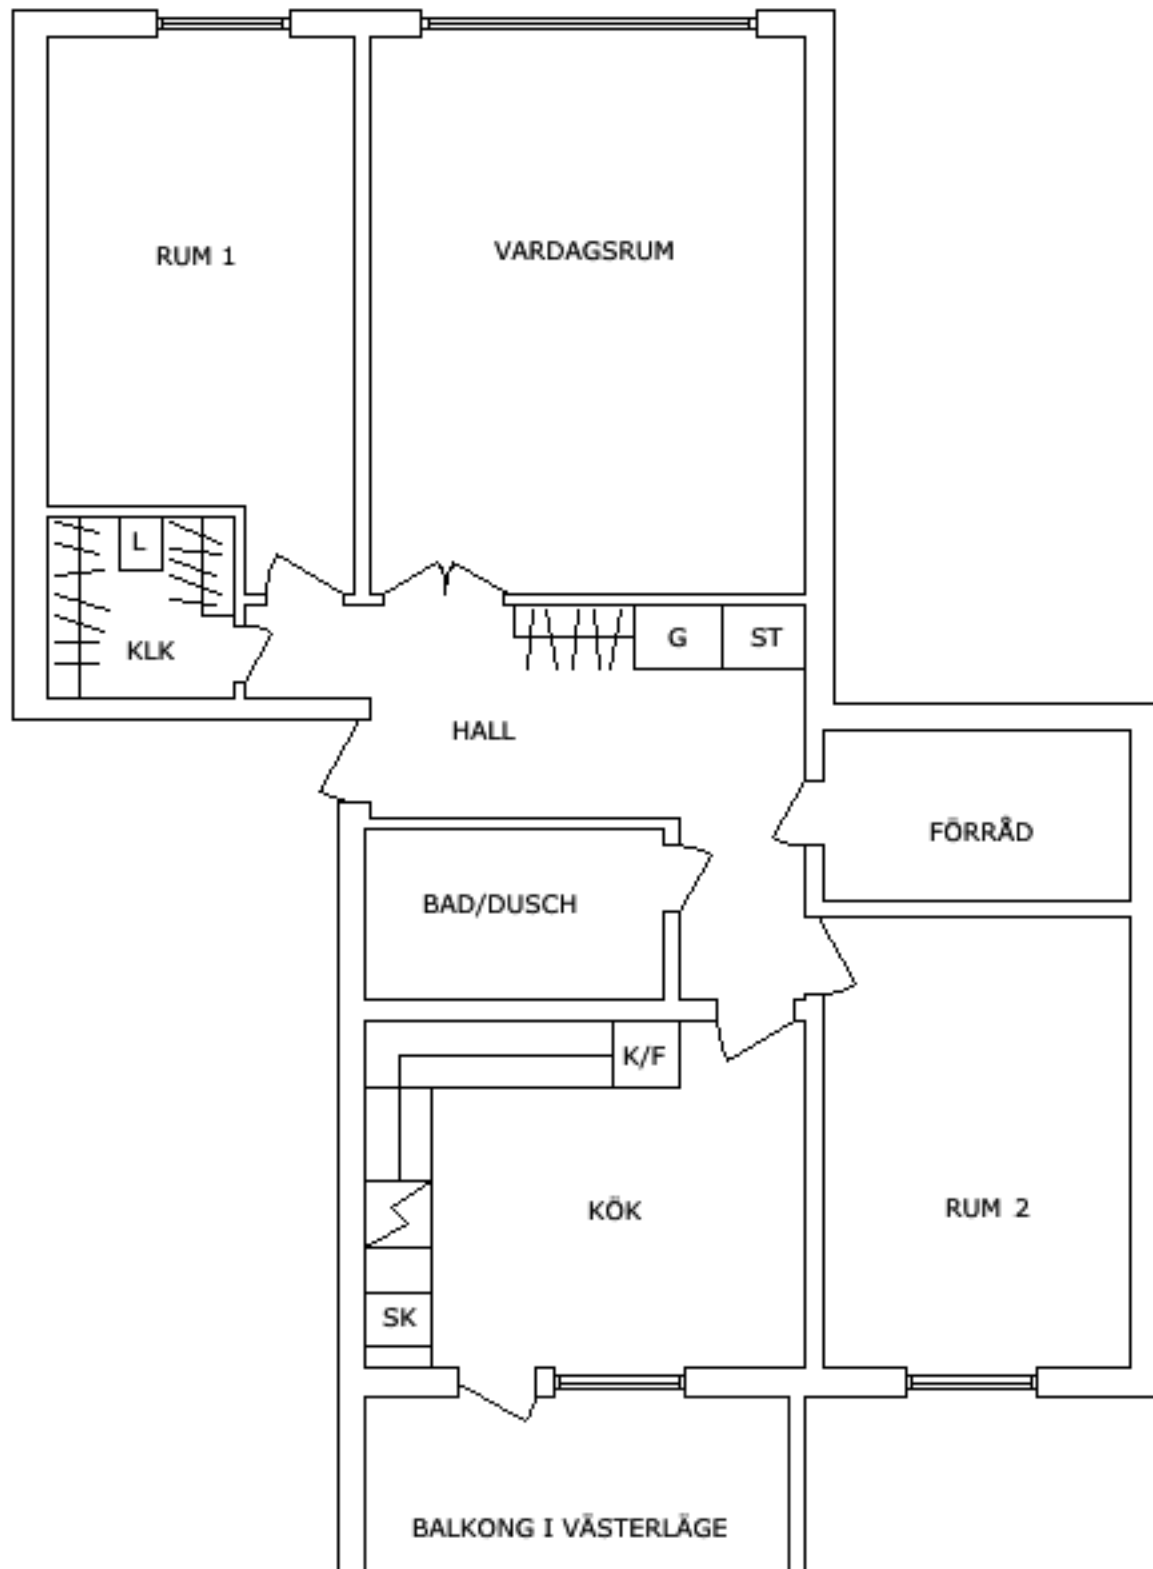 RUM 1
VARDAGSRUM
L
KLK
G
ST
HALL
FÖRRÅD
BAD/DUSCH
K/F
KÖK
RUM 2
SK
BALKONG I VÄSTERLÄGE